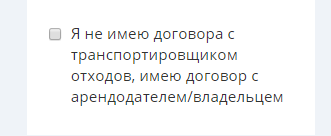 Я не имею договора с
транспортировщиком
отходов, имею договор с
арендодателем/владельцем